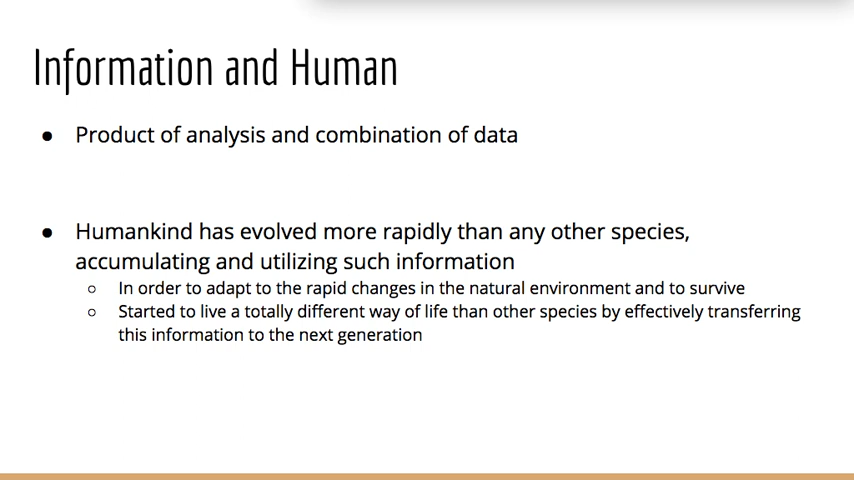 Information and Human
● Product of analysis and combination of data
● Humankind has evolved more rapidly than any other species,
accumulating and utilizing such information
○ In order to adapt to the rapid changes in the natural environment and to survive
○ Started to live a totally different way of life than other species by effectively transferring
this information to the next generation